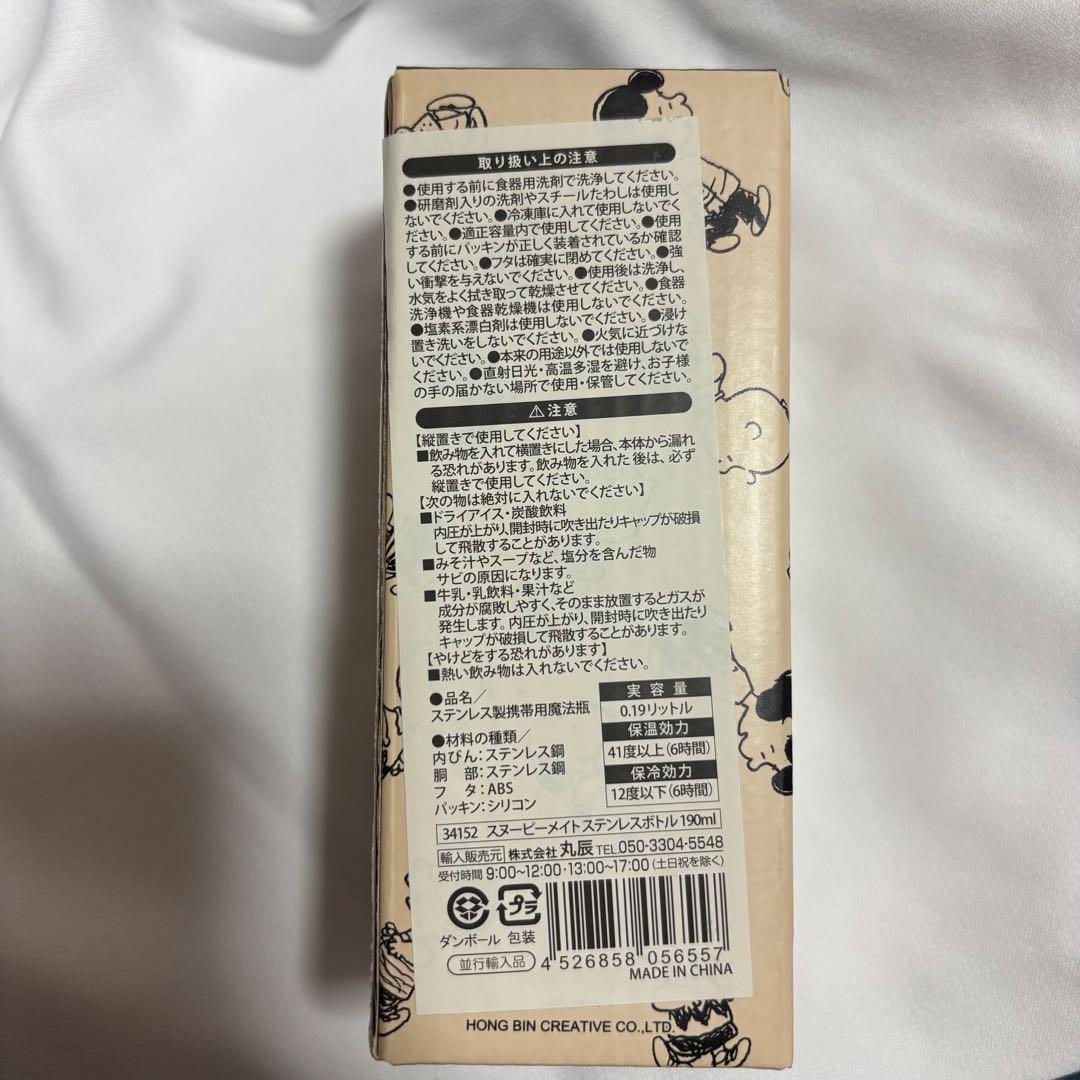 取り扱い上の注意
●使用する前に食器用洗剤で洗浄してください。
●研磨剤入りの洗剤やスチールたわしは使用し
ないでください。●冷凍庫に入れて使用しないでく
ださい。●適正容量内で使用してください。●使用
する前にパッキンが正しく装着されているか確認
してください。●フタは確実に閉めてください。●強
い衝撃を与えないでください。●使用後は洗浄し、
水気をよく拭き取って乾燥させてください。●食器
洗浄機や食器乾燥機は使用しないでください。
●塩素系漂白剤は使用しないでください。●浸け
置き洗いをしないでください。●火気に近づけな
いでください。●本来の用途以外では使用しないで
ください。●直射日光・高温多湿を避け、お子様
の手の届かない場所で使用・保管してください。
⚠注意
【縦置きで使用してください】
■飲み物を入れて横置きにした場合、本体から漏れ
る恐れがあります。飲み物を入れた 後は、必ず
縦置きで使用してください。
【次の物は絶対に入れないでください】
■ドライアイス・炭酸飲料
内圧が上がり、開封時に吹き出たりキャップが破損
して飛散することがあります。
■みそ汁やスープなど、塩分を含んだ物
サビの原因になります。
■牛乳・乳飲料・果汁など
成分が腐敗しやすく、そのまま放置するとガスが
発生します。内圧が上がり、開封時に吹き出たり
キャップが破損して飛散することがあります。
【やけどをする恐れがあります】
■熱い飲み物は入れないでください。
●品名／
ステンレス製携帯用魔法瓶
●材料の種類／
内びん:ステンレス鋼
胴 部:ステンレス鋼
フ タ:ABS
パッキン:シリコン
実容量
0.19リットル
保温効力
41度以上(6時間)
保冷効力
12度以下(6時間)
34152 スヌーピーメイトステンレスボトル190ml
輸入販売元 株式会社 丸辰 TEL.050-3304-5548
受付時間 9:00~12:00・13:00~17:00 (土日祝を除く)
プラ
ダンボール 包装
並行輸入品
4 526858 056557
MADE IN CHINA
HONG BIN CREATIVE CO.,LTD.